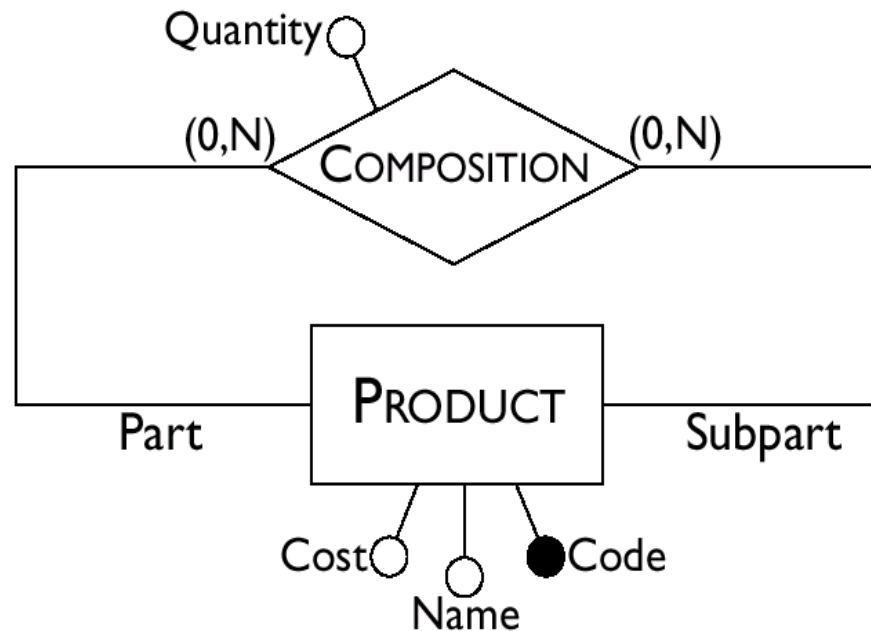 Quantity
(0,N)
COMPOSITION
(0,N)
PRODUCT
Part
Subpart
Cost
Code
Name